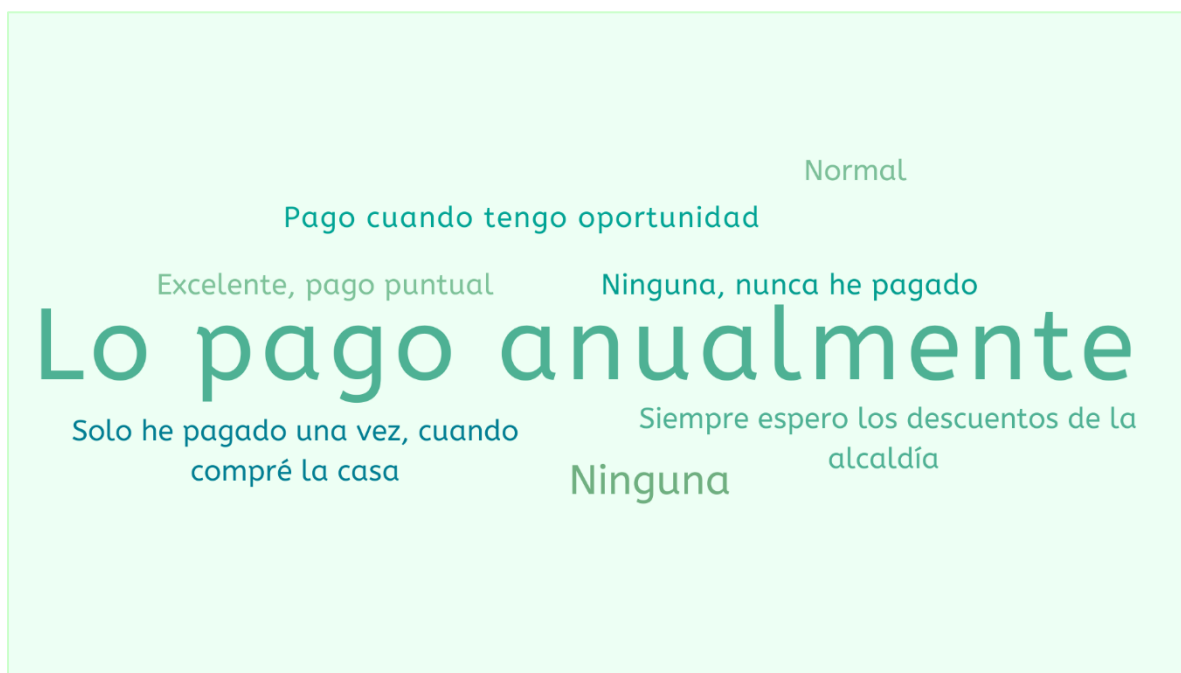 Normal
Pago cuando tengo oportunidad
Excelente, pago puntual
Ninguna, nunca he pagado
Lo pago anualmente
Solo he pagado una vez, cuando
compré la casa
Siempre espero los descuentos de la
alcaldía
Ninguna